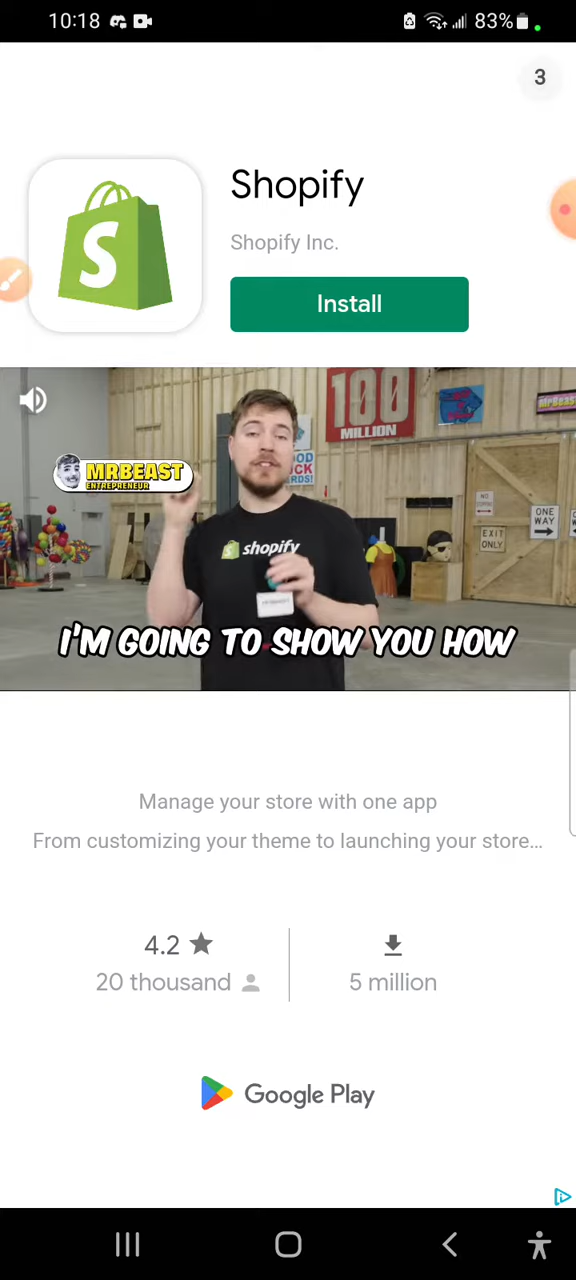 10:18
83%
3
Shopify
Shopify Inc.
Install
100
MILLION
MrBeast
MRBEAST
ENTREPRENEUR
ONE
WAY
EXIT
ONLY
shopify
I'M GOING TO SHOW YOU HOW
Manage your store with one app
From customizing your theme to launching your store...
4.2
20 thousand
5 million
Google Play